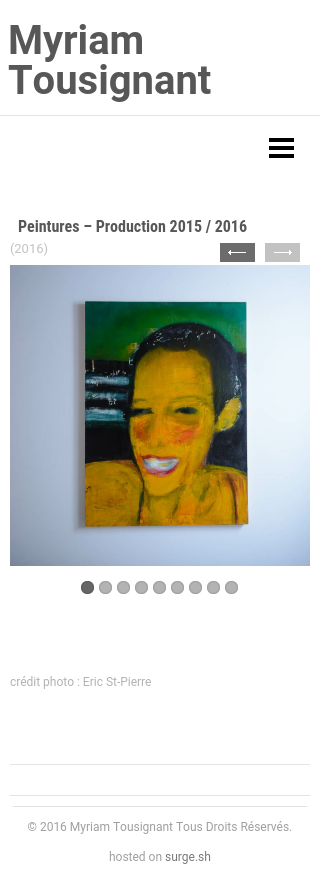 Myriam
Tousignant
Peintures – Production 2015 / 2016
(2016)
crédit photo : Eric St-Pierre
© 2016 Myriam Tousignant Tous Droits Réservés.
hosted on surge.sh